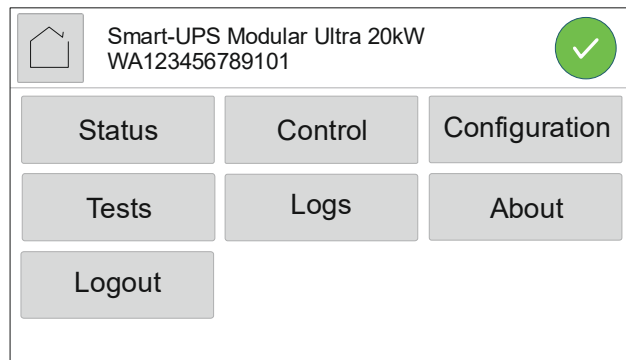 Smart-UPS Modular Ultra 20kW
WA123456789101
Status Control Configuration
Tests Logs About
Logout